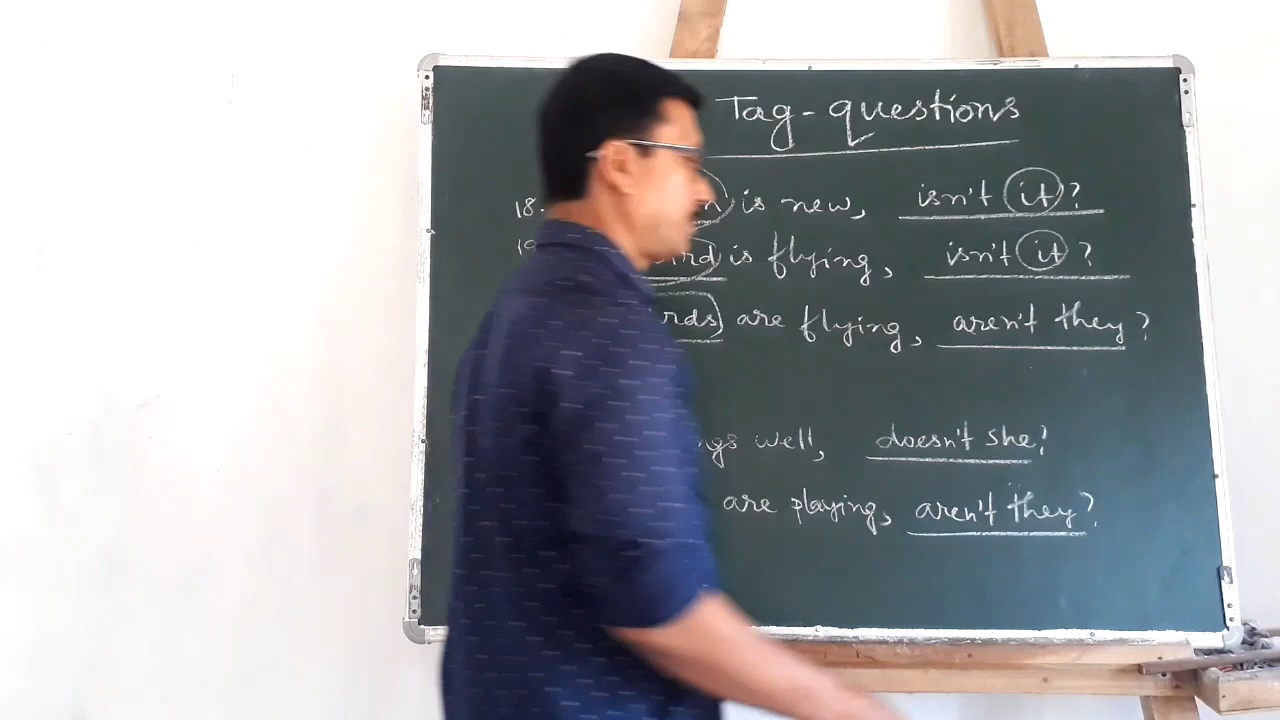 Tag-questions
18. is new, isn't it?
is flying, isn't it?
are flying, aren't they?
well, doesn't she?
are playing, aren't they?